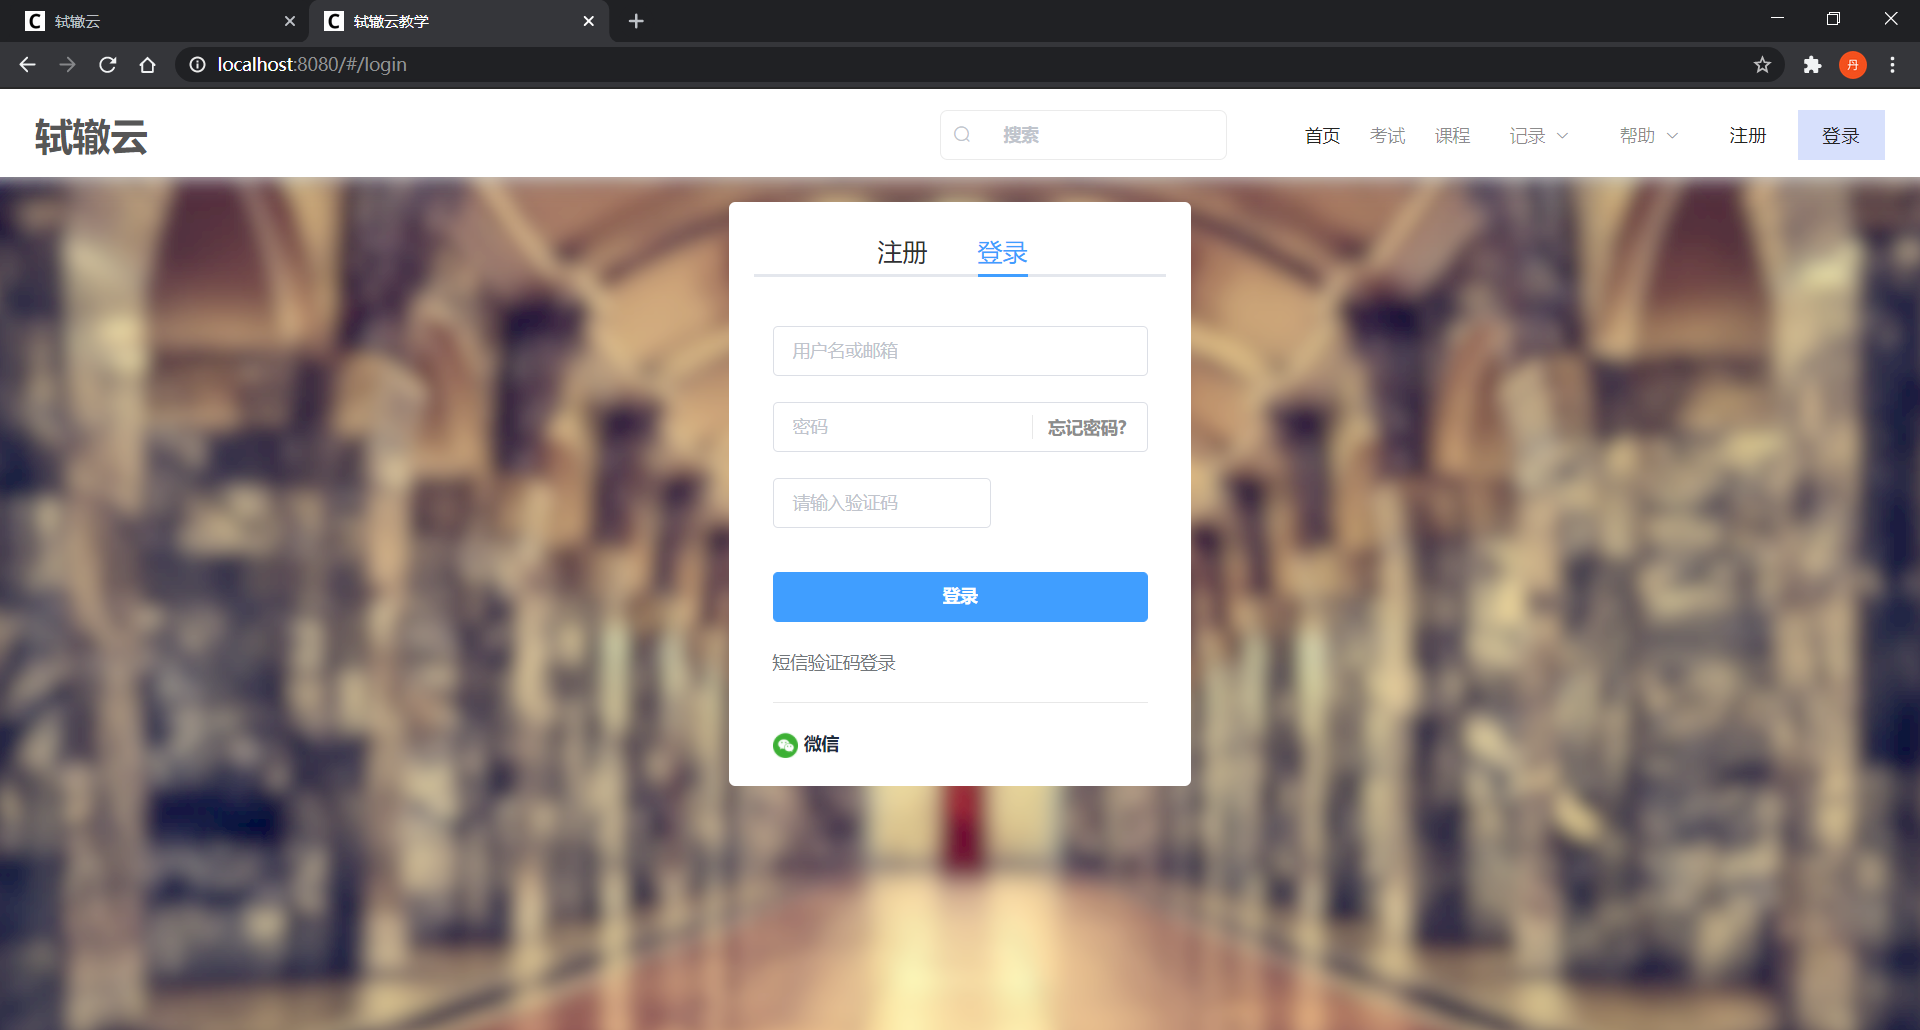 轼辙云
轼辙云教学
localhost:8080/#/login
丹
轼辙云
搜索
首页
考试
课程
记录
帮助
注册
登录
注册
登录
用户名或邮箱
密码
忘记密码?
请输入验证码
登录
短信验证码登录
微信